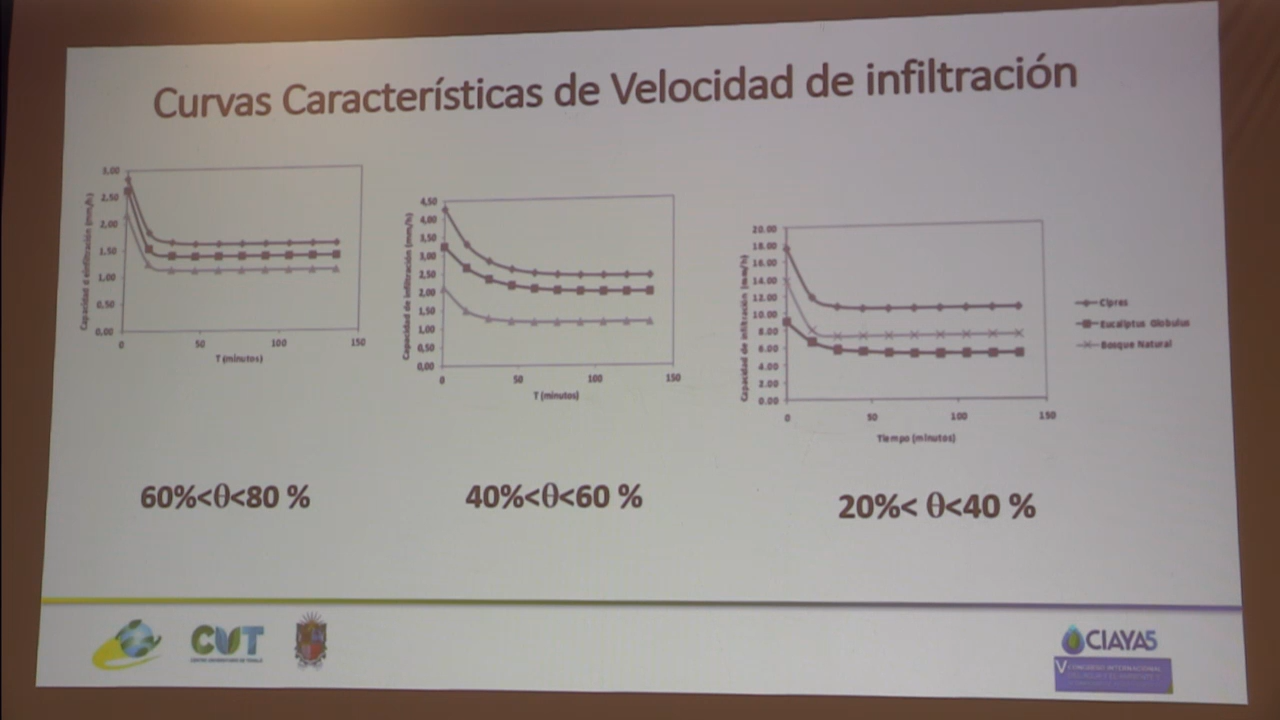 Curvas Características de Velocidad de infiltración
3,00
2,50
2,00
1,50
1,00
0,50
0,00
0 50 100 150
T (minutos)
4,50
4,00
3,50
3,00
2,50
2,00
1,50
1,00
0,50
0,00
Capacidad de infiltración (mm/h)
0 50 100 150
T (minutos)
20.00
18.00
16.00
14.00
12.00
10.00
8.00
6.00
4.00
2.00
0.00
Capacidad de infiltración (mm/h)
0 50 100 150
Tiempo (minutos)
Cipres
Eucaliptus Globulus
Bosque Natural
60%<θ<80 %
40%<θ<60 %
20%< θ<40 %
CUT
CIAYA5
V CONGRESO INTERNACIONAL